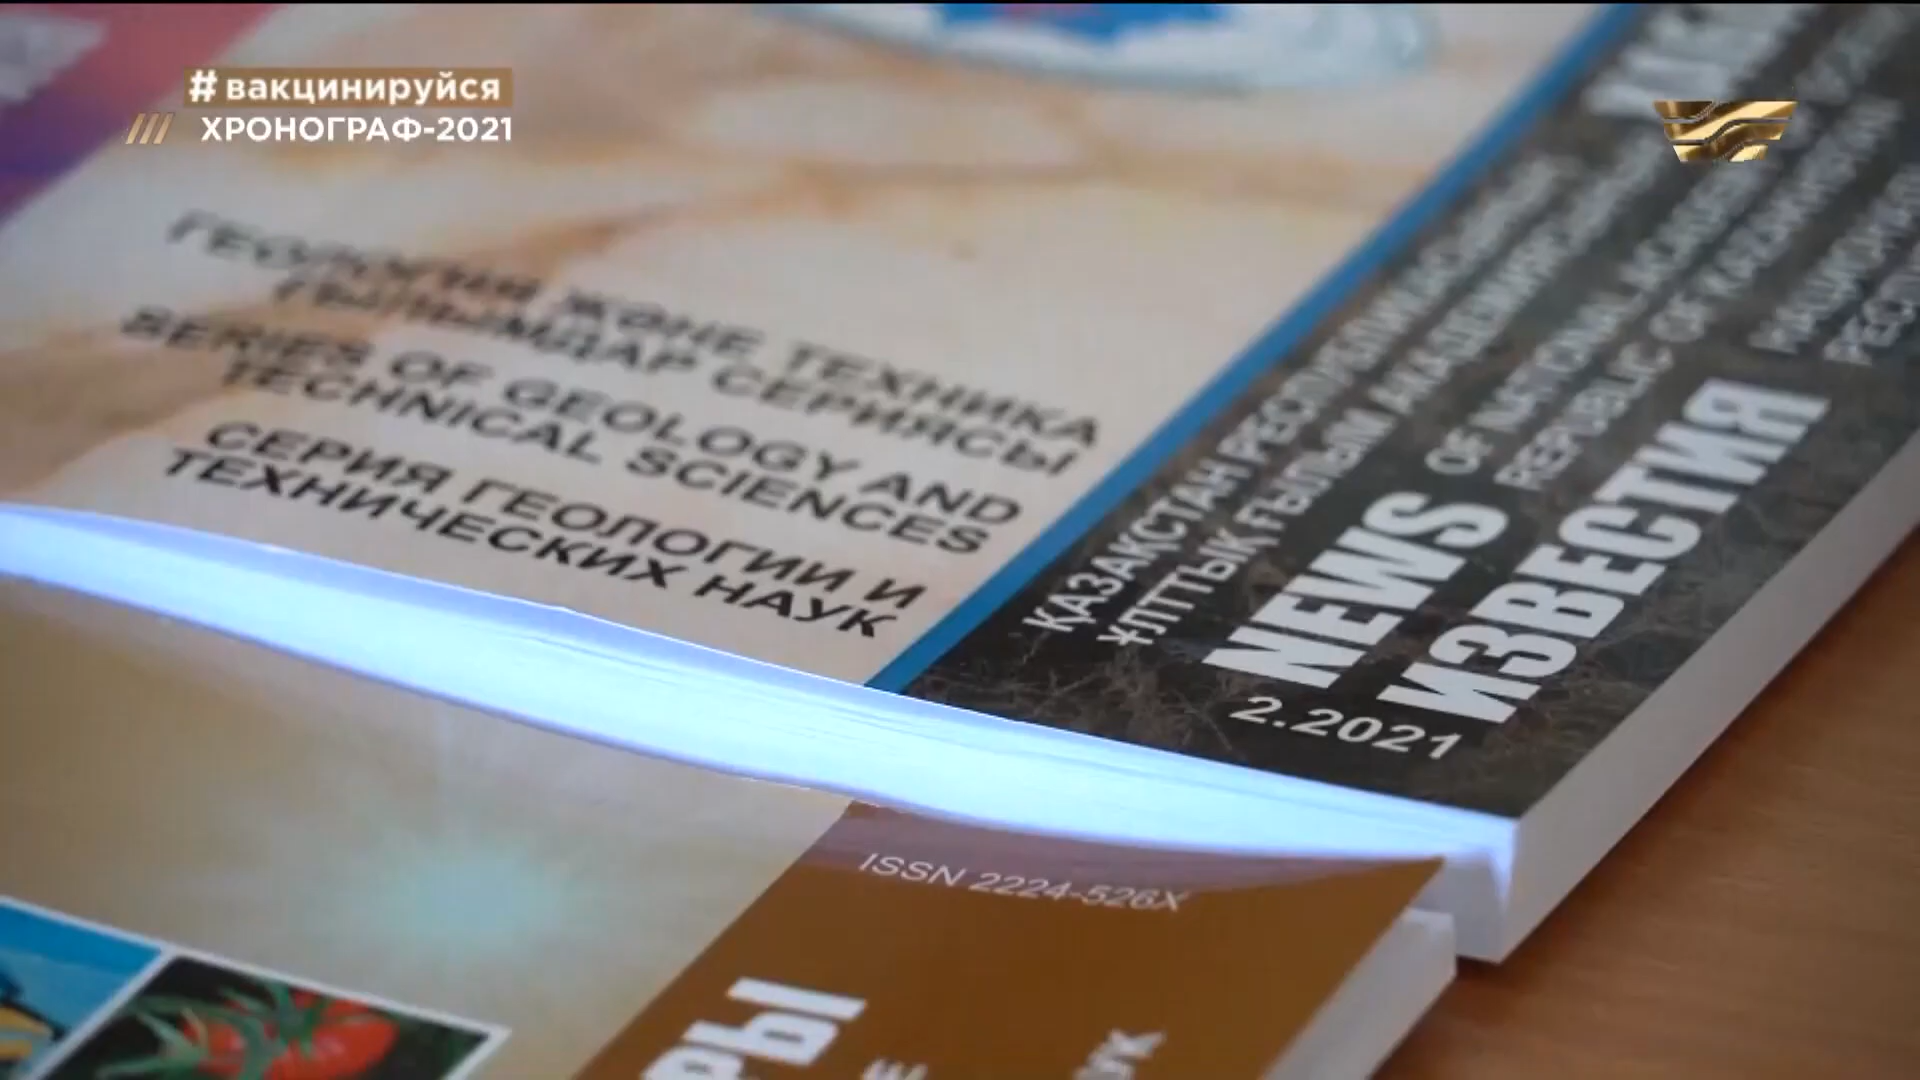 #вакцинируйся
ХРОНОГРАФ-2021
ГЕОЛОГИЯ ЖӘНЕ ТЕХНИКА
ҒЫЛЫМДАР СЕРИЯСЫ
SERIES OF GEOLOGY AND
TECHNICAL SCIENCES
СЕРИЯ ГЕОЛОГИИ И
ТЕХНИЧЕСКИХ НАУК
ҚАЗАҚСТАН РЕСПУБЛИКАСЫ
ҰЛТТЫҚ ҒЫЛЫМ АКАДЕМИЯСЫНЫҢ
NEWS
OF NATIONAL ACADEMY
REPUBLIC OF KAZAKHSTAN
ИЗВЕСТИЯ
2.2021
ISSN 2224-526X